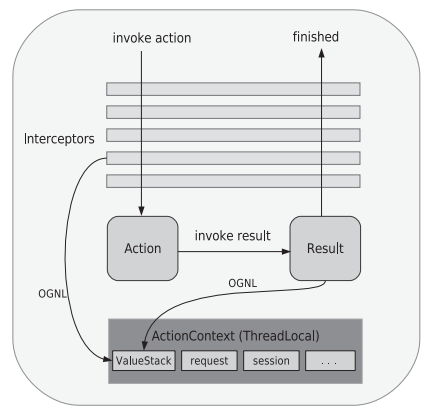 invoke action
finished
Interceptors
invoke result
Action
Result
OGNL
OGNL
ActionContext (ThreadLocal)
ValueStack
request
session
. . .